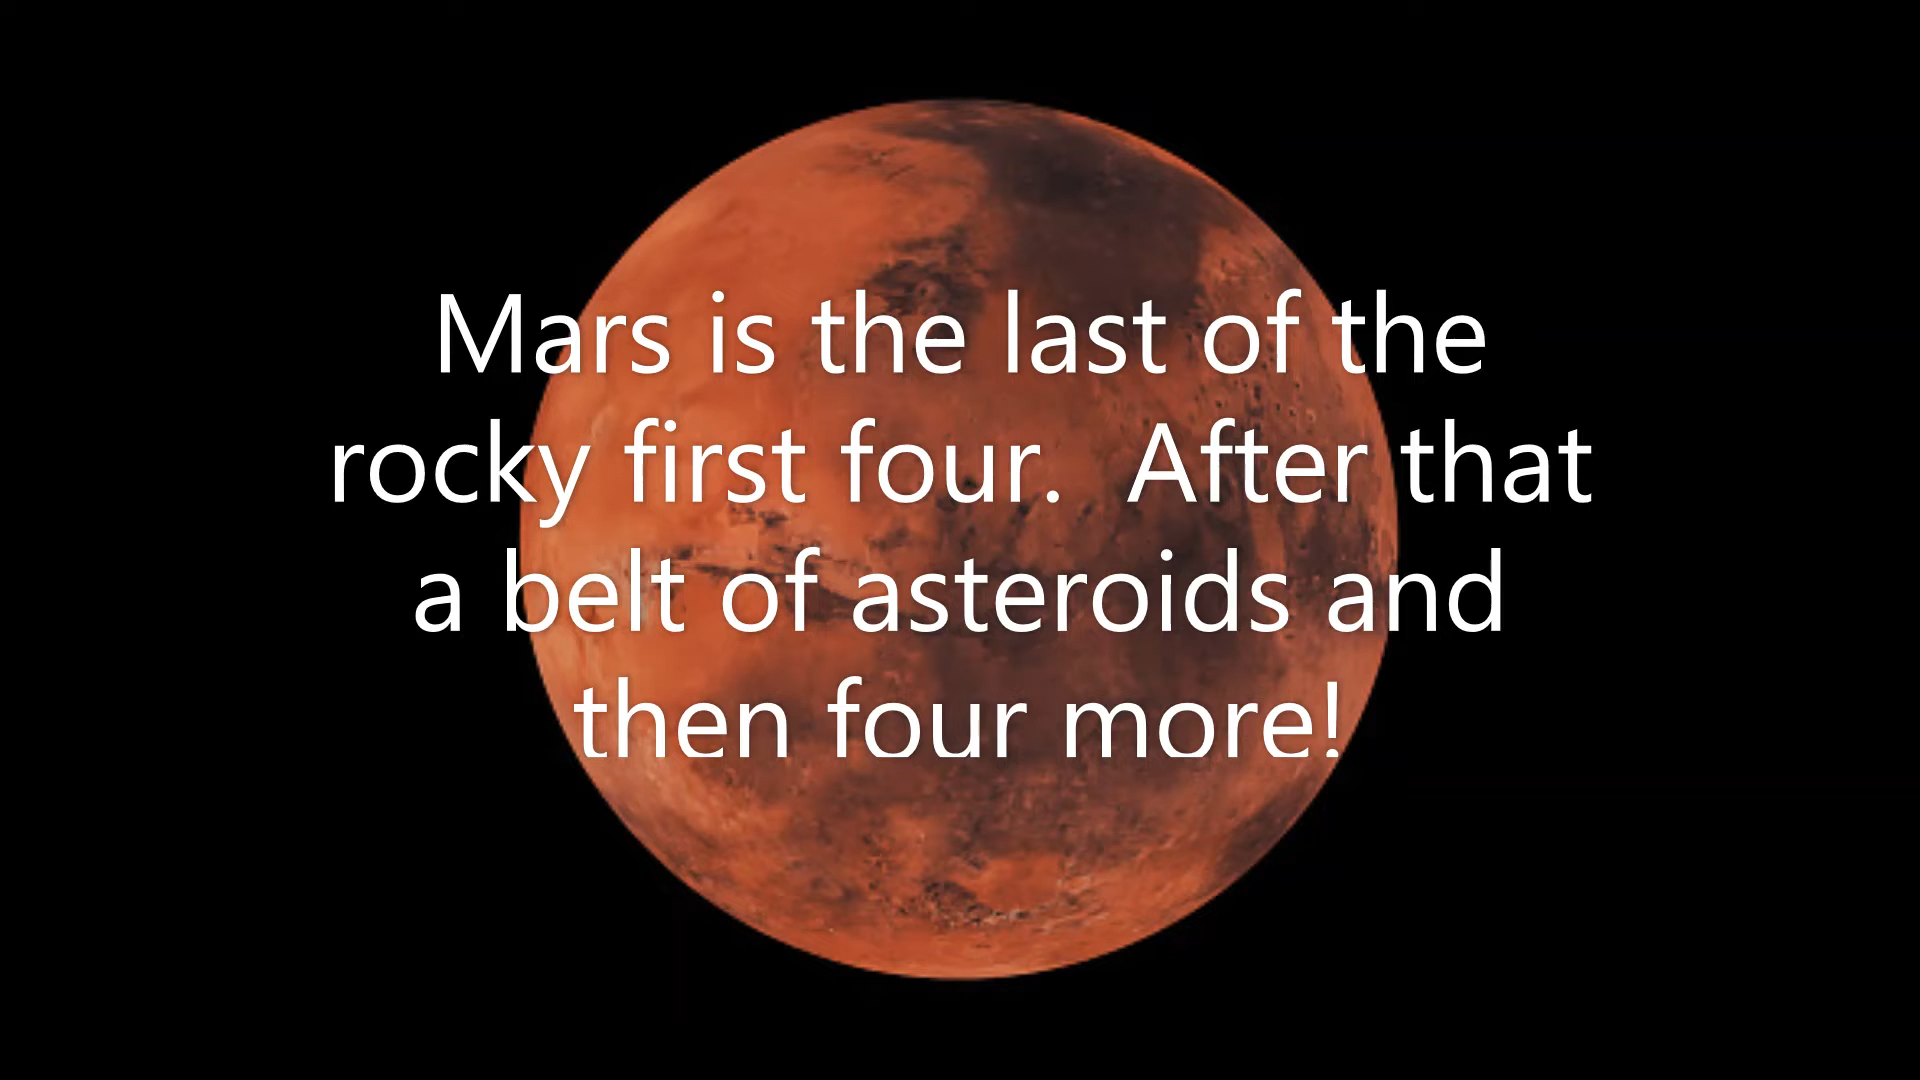 Mars is the last of the
rocky first four.  After that
a belt of asteroids and
then four more!